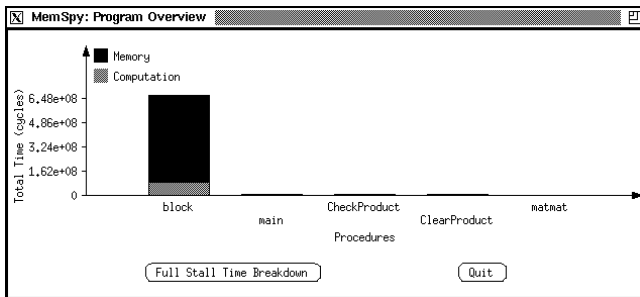 MemSpy: Program Overview
Memory
Computation
Total Time (cycles)
6.48e+08
4.86e+08
3.24e+08
1.62e+08
0
block
main
CheckProduct
ClearProduct
matmat
Procedures
Full Stall Time Breakdown
Quit